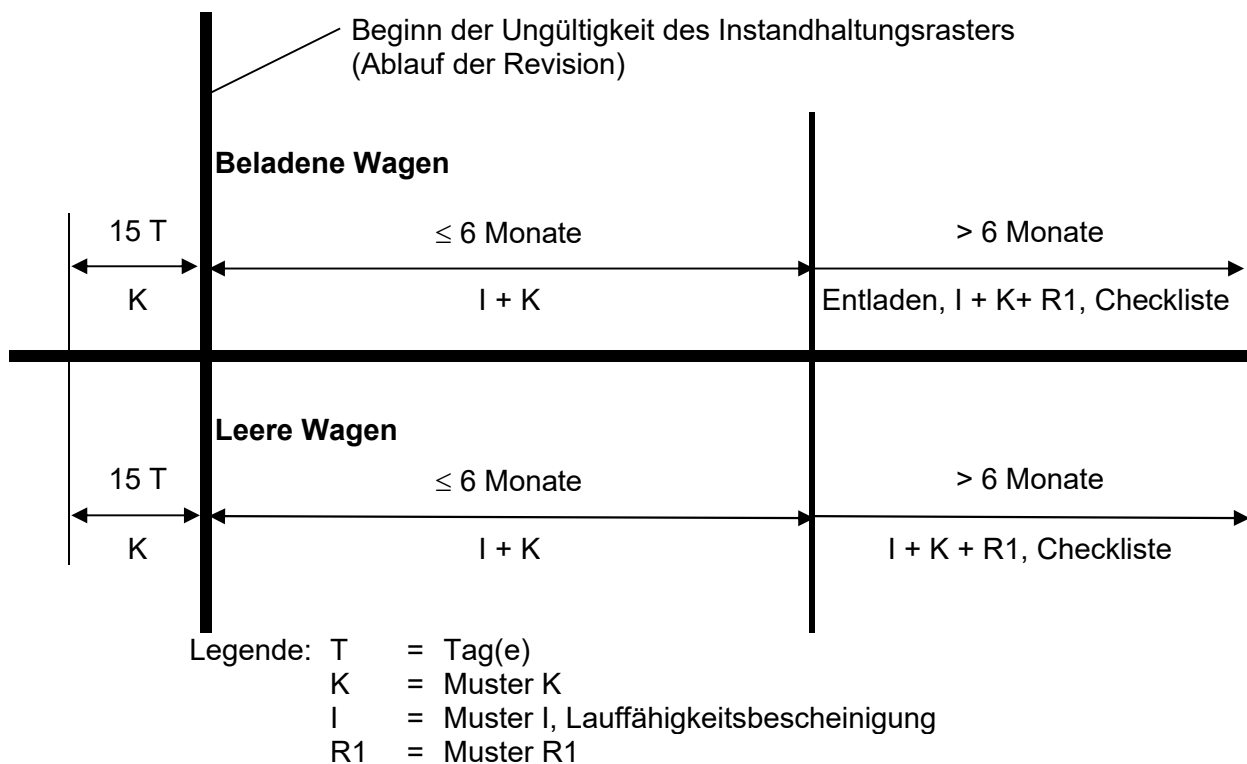 Beginn der Ungültigkeit des Instandhaltungsrasters
(Ablauf der Revision)
Beladene Wagen
15 T ≤ 6 Monate > 6 Monate
K I + K Entladen, I + K+ R1, Checkliste
Leere Wagen
15 T ≤ 6 Monate > 6 Monate
K I + K I + K + R1, Checkliste
Legende: T = Tag(e)
K = Muster K
I = Muster I, Lauffähigkeitsbescheinigung
R1 = Muster R1